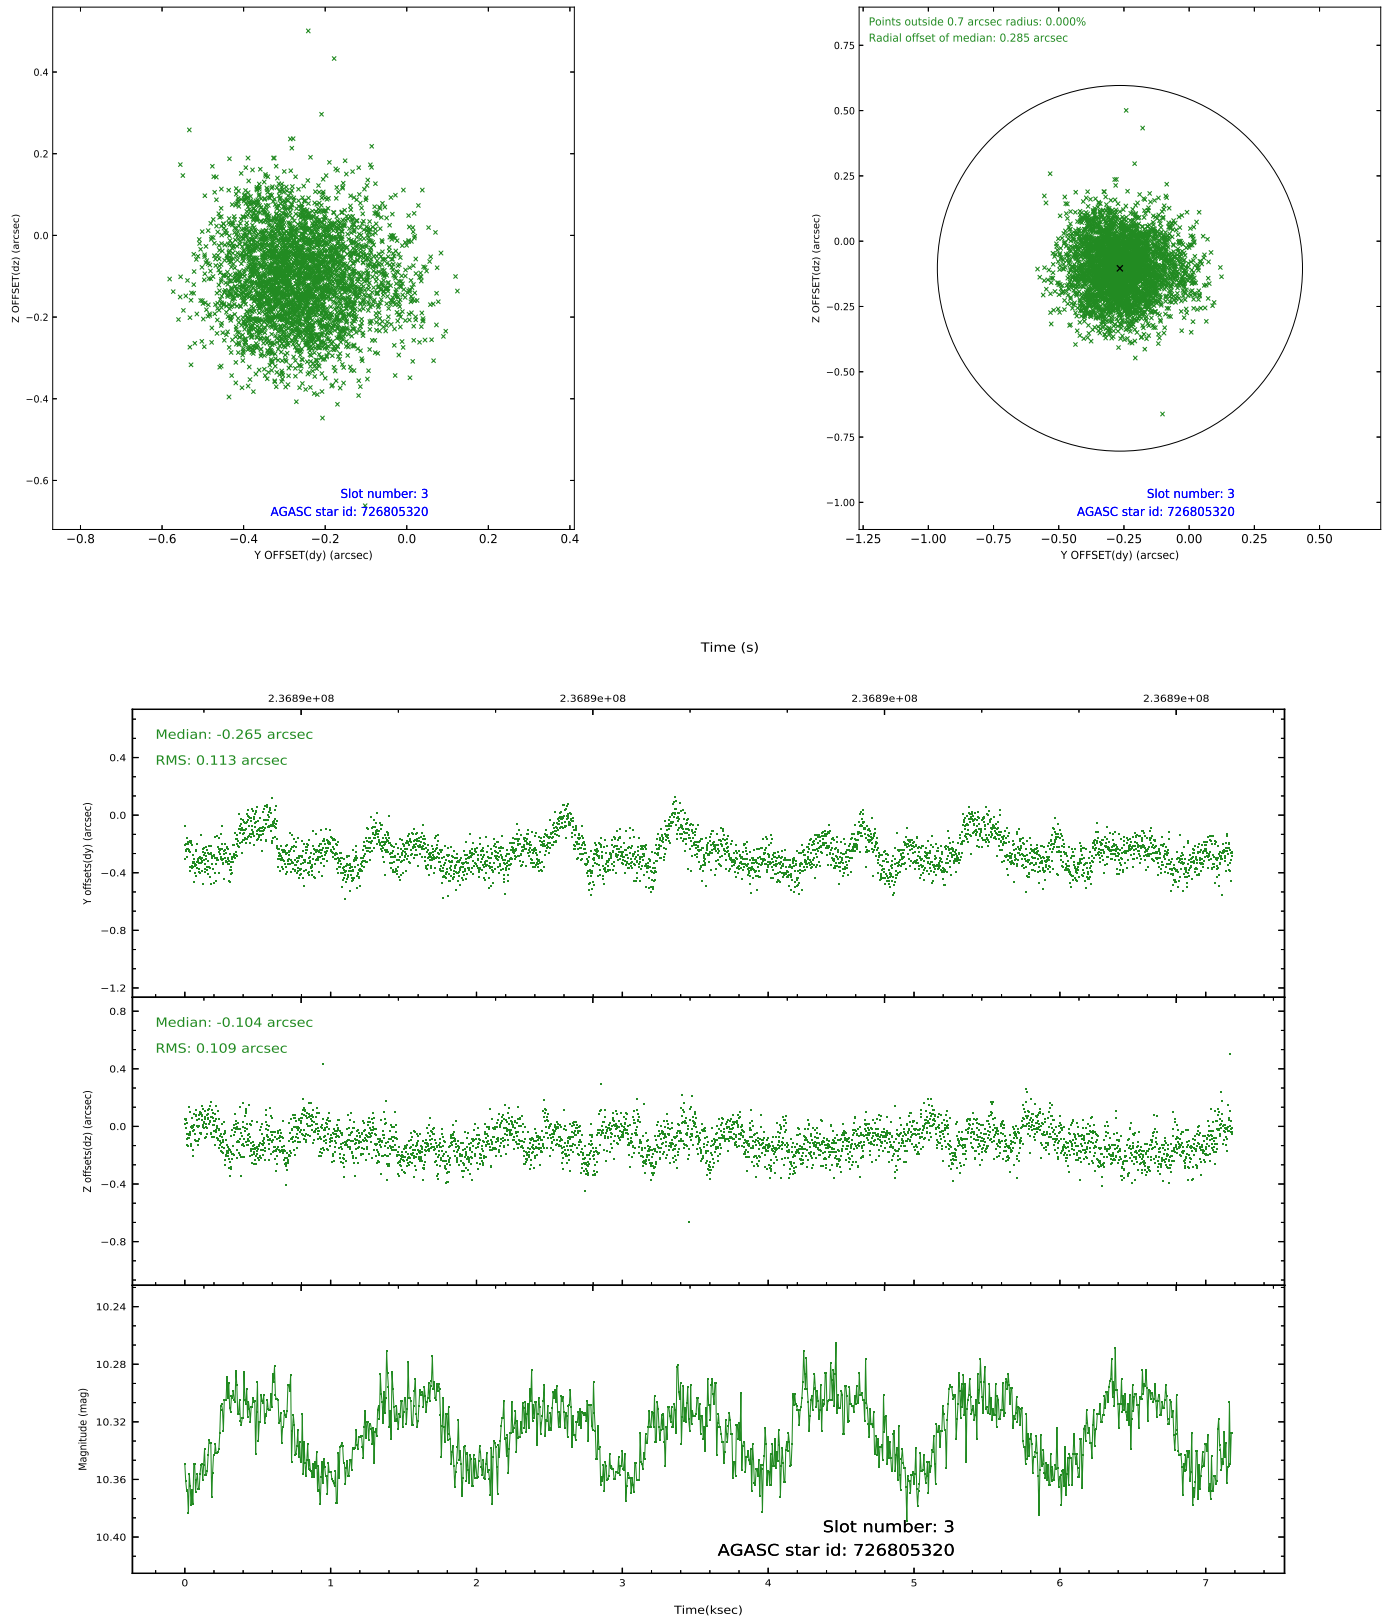 0.4
0.2
0.0
−0.2
−0.4
−0.6
Z OFFSET(dz) (arcsec)
Slot number: 3
AGASC star id: 726805320
−0.8
−0.6
−0.4
−0.2
0.0
0.2
0.4
Y OFFSET(dy) (arcsec)
Points outside 0.7 arcsec radius: 0.000%
Radial offset of median: 0.285 arcsec
0.75
0.50
0.25
0.00
−0.25
−0.50
−0.75
−1.00
Z OFFSET(dz) (arcsec)
Slot number: 3
AGASC star id: 726805320
−1.25
−1.00
−0.75
−0.50
−0.25
0.00
0.25
0.50
Y OFFSET(dy) (arcsec)
Time (s)
2.3689e+08
2.3689e+08
2.3689e+08
2.3689e+08
Median: -0.265 arcsec
RMS: 0.113 arcsec
0.4
0.0
−0.4
−0.8
−1.2
Y offsets(dy) (arcsec)
Median: -0.104 arcsec
RMS: 0.109 arcsec
0.8
0.4
0.0
−0.4
−0.8
Z offsets(dz) (arcsec)
10.24
10.28
10.32
10.36
10.40
Magnitude (mag)
Slot number: 3
AGASC star id: 726805320
0
1
2
3
4
5
6
7
Time(ksec)